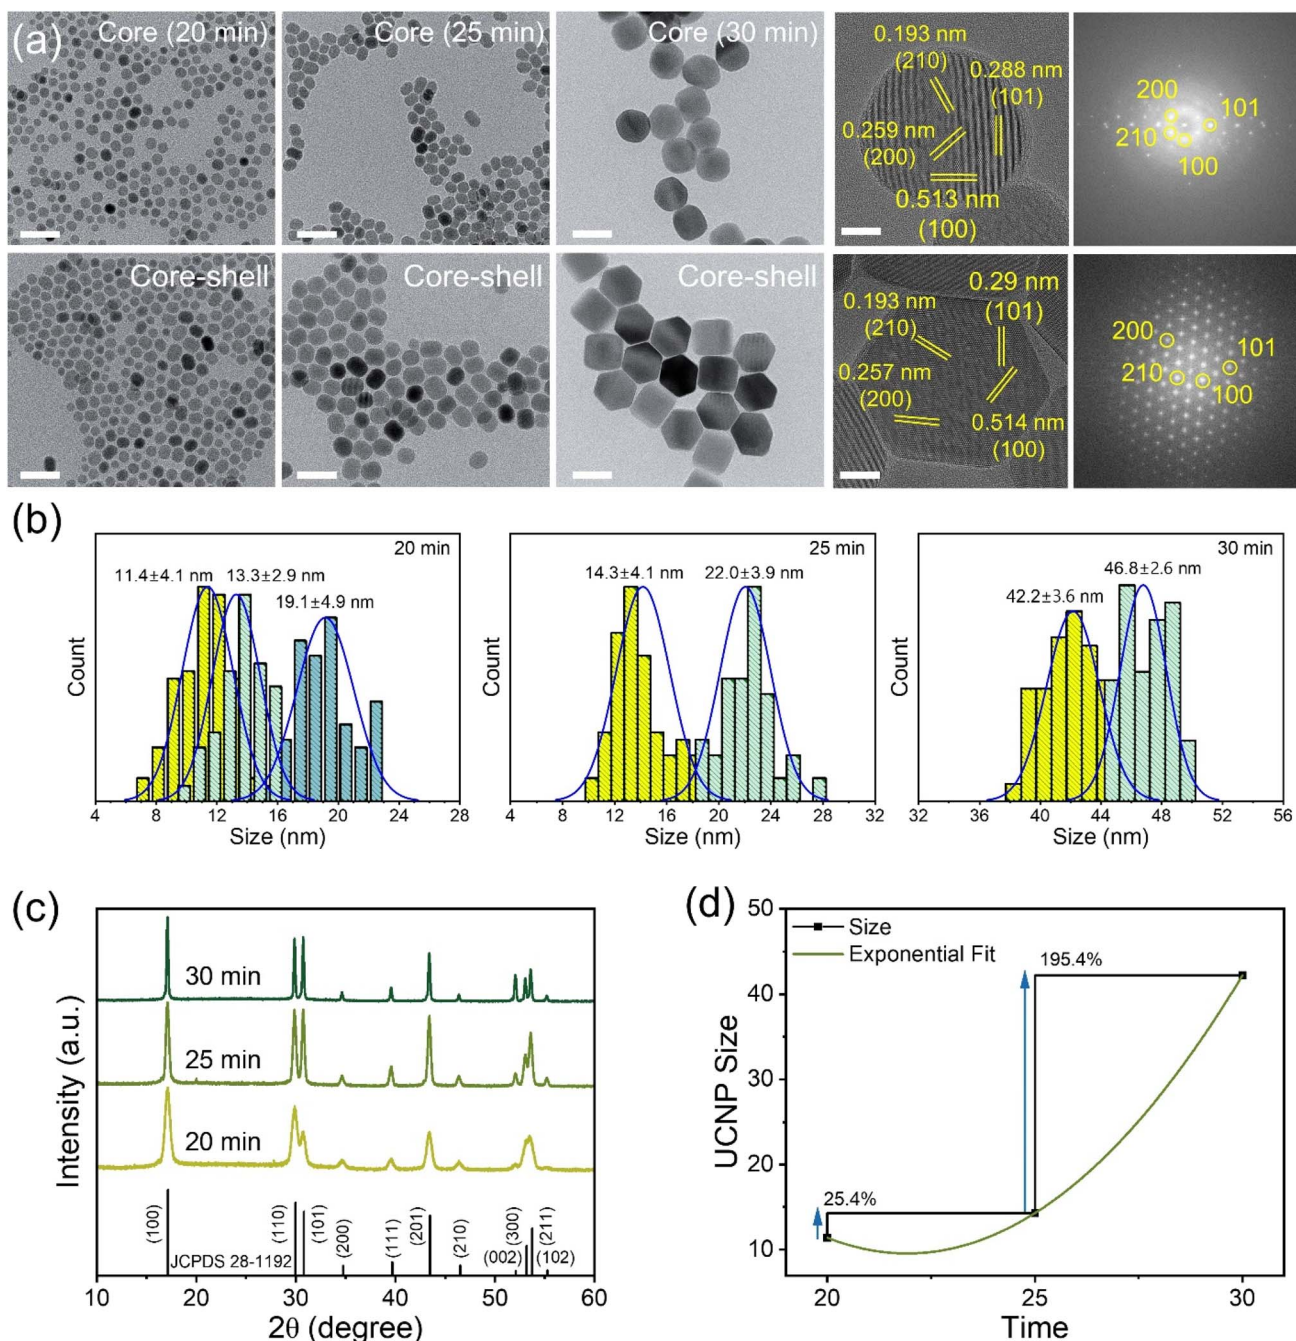 (a)
Core (20 min)
Core (25 min)
Core (30 min)
0.193 nm
(210)
0.288 nm
(101)
0.259 nm
(200)
0.513 nm
(100)
200
101
210
100
Core-shell
Core-shell
Core-shell
0.193 nm
(210)
0.29 nm
(101)
0.257 nm
(200)
0.514 nm
(100)
200
101
210
100
(b)
20 min
11.4±4.1 nm
13.3±2.9 nm
19.1±4.9 nm
Count
4 12 20 28
Size (nm)
25 min
14.3±4.1 nm
22.0±3.9 nm
Count
4 8 12 16 20 24 28 32
Size (nm)
30 min
42.2±3.6 nm
46.8±2.6 nm
Count
32 36 40 44 48 52 56
Size (nm)
(c)
30 min
25 min
20 min
Intensity (a.u.)
(100)
(110)
(101)
(200)
(111)
(201)
(210)
(300)
(002)
(211)
(102)
JCPDS 28-1192
10 20 30 40 50 60
2θ (degree)
(d)
Size
Exponential Fit
195.4%
25.4%
UCNP Size
50
40
30
20
10
20 25 30
Time